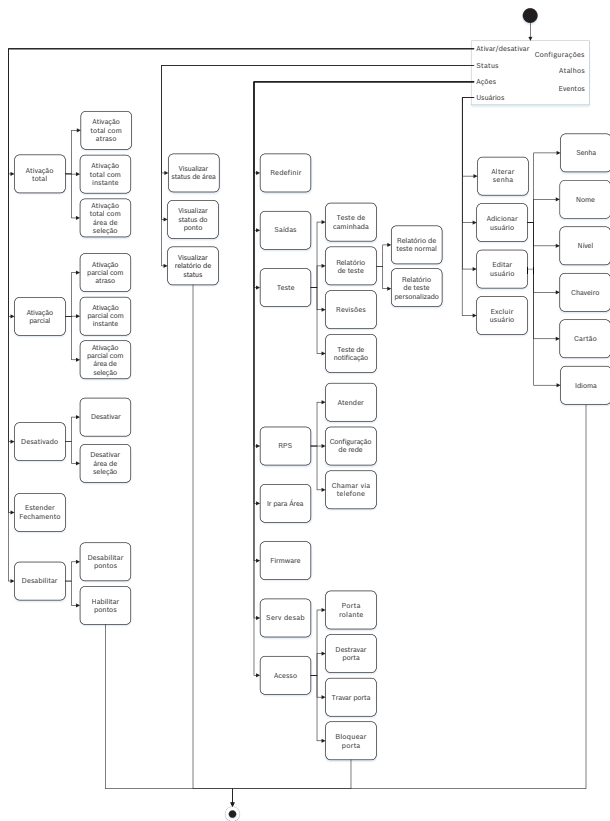 Ativar/desativar
Status
Ações
Usuários
Configurações
Atalhos
Eventos
Ativação
total
Ativação
total com
atraso
Ativação
total com
instante
Ativação
total com
área de
seleção
Ativação
parcial
Ativação
parcial com
atraso
Ativação
parcial com
instante
Ativação
parcial com
área de
seleção
Desativado
Desativar
Desativar
área de
seleção
Estender
Fechamento
Desabilitar
Desabilitar
pontos
Habilitar
pontos
Visualizar
status de área
Visualizar
status do
ponto
Visualizar
relatório de
status
Redefinir
Saídas
Teste
Teste de
caminhada
Relatório
de teste
Relatório de
teste normal
Relatório
de teste
personalizado
Revisões
Teste de
notificação
RPS
Atender
Configuração
de rede
Chamar via
telefone
Ir para Área
Firmware
Serv desab
Acesso
Porta
rolante
Destravar
porta
Travar porta
Bloquear
porta
Alterar
senha
Adicionar
usuário
Editar
usuário
Excluir
usuário
Senha
Nome
Nível
Chaveiro
Cartão
Idioma